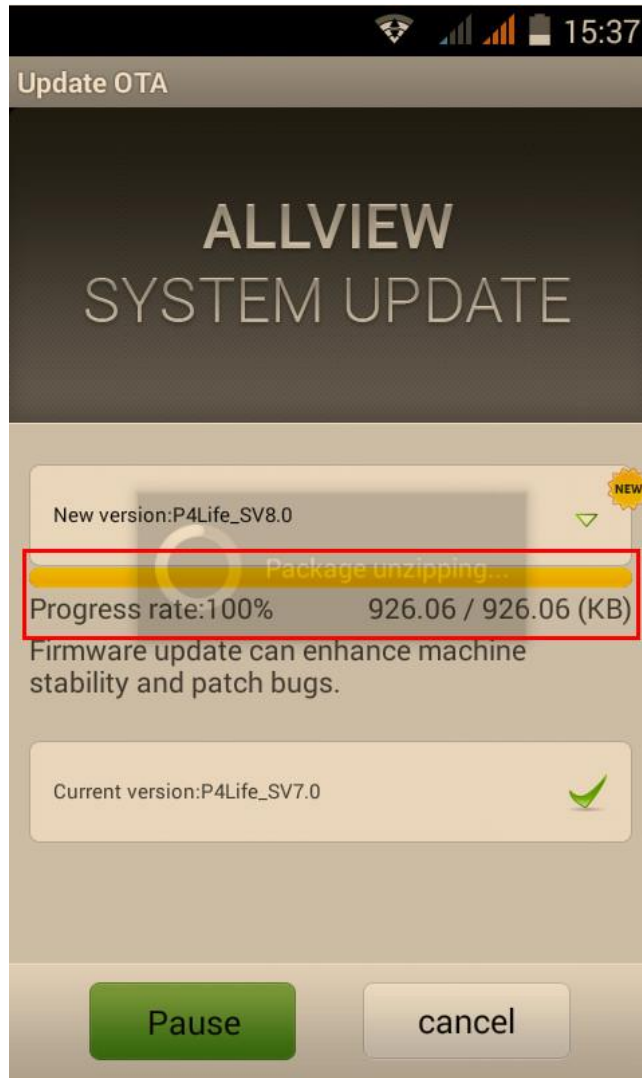 15:37
Update OTA
ALLVIEW
SYSTEM UPDATE
NEW
New version:P4Life_SV8.0
Package unzipping...
Progress rate:100% 926.06 / 926.06 (KB)
Firmware update can enhance machine
stability and patch bugs.
Current version:P4Life_SV7.0
Pause cancel